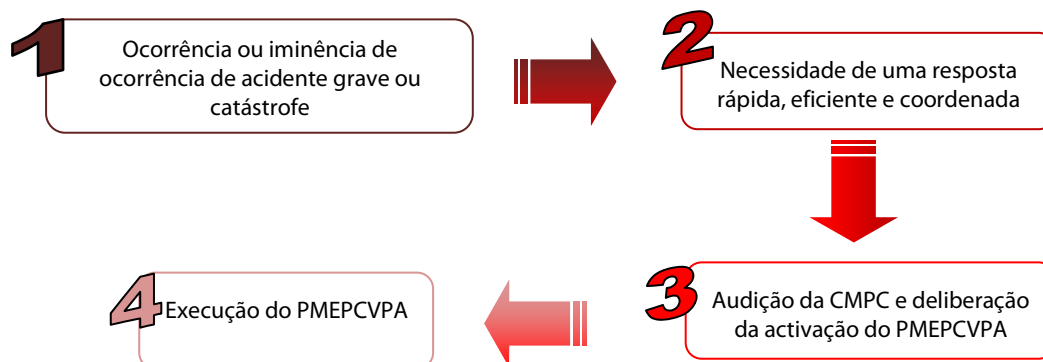 1
Ocorrência ou iminência de
ocorrência de acidente grave ou
catástrofe
2
Necessidade de uma resposta
rápida, eficiente e coordenada
3
Audição da CMPC e deliberação
da activação do PMEPCVPA
4
Execução do PMEPCVPA